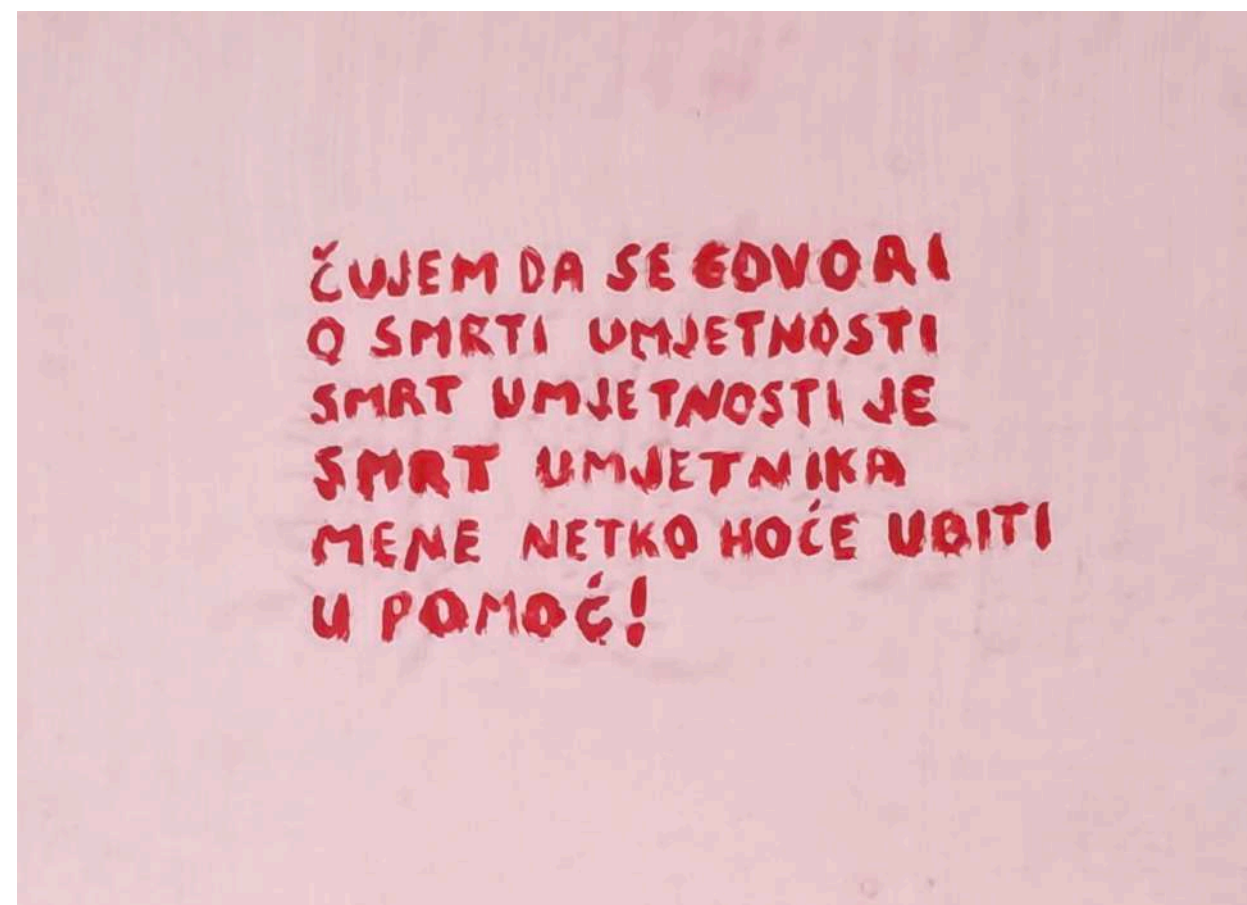 ČUJEM DA SE GOVORI
O SMRTI UMJETNOSTI
SMRT UMJETNOSTI JE
SMRT UMJETNIKA
MENE NETKO HOĆE UBITI
U POMOĆ!